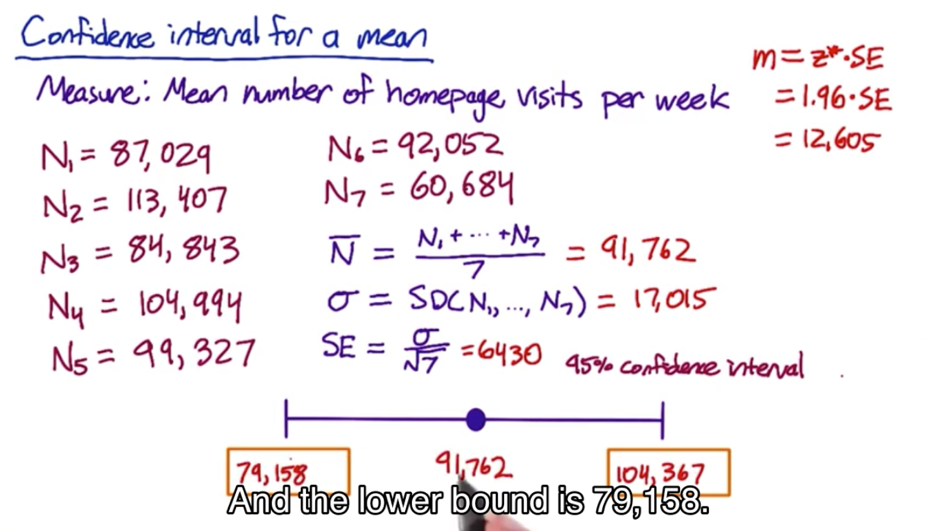 Confidence interval for a mean
Measure: Mean number of homepage visits per week
m = z*·SE
= 1.96·SE
= 12,605
N₁ = 87,029
N₂ = 113,407
N₃ = 84,843
N₄ = 104,994
N₅ = 99,327
N₆ = 92,052
N₇ = 60,684
N̅ = (N₁ + ··· + N₇)/7 = 91,762
σ = SD(N₁, ..., N₇) = 17,015
SE = σ/√7 = 6430
95% confidence interval
79,158 91,762 104,367
And the lower bound is 79,158.